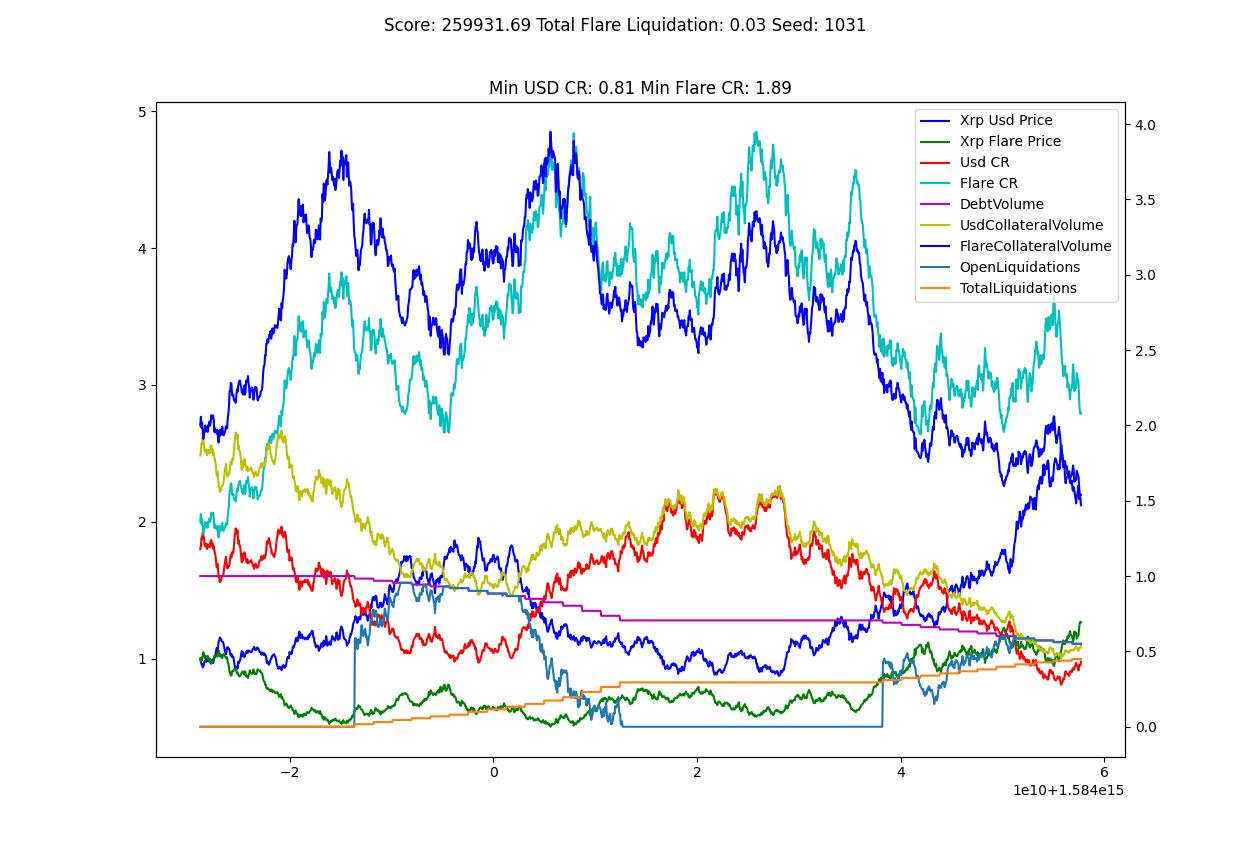 Score: 259931.69 Total Flare Liquidation: 0.03 Seed: 1031
Min USD CR: 0.81 Min Flare CR: 1.89
5
4
3
2
1
Xrp Usd Price
Xrp Flare Price
Usd CR
Flare CR
DebtVolume
UsdCollateralVolume
FlareCollateralVolume
OpenLiquidations
TotalLiquidations
4.0
3.5
3.0
2.5
2.0
1.5
1.0
0.5
0.0
−2 0 2 4 6
1e10+1.584e15